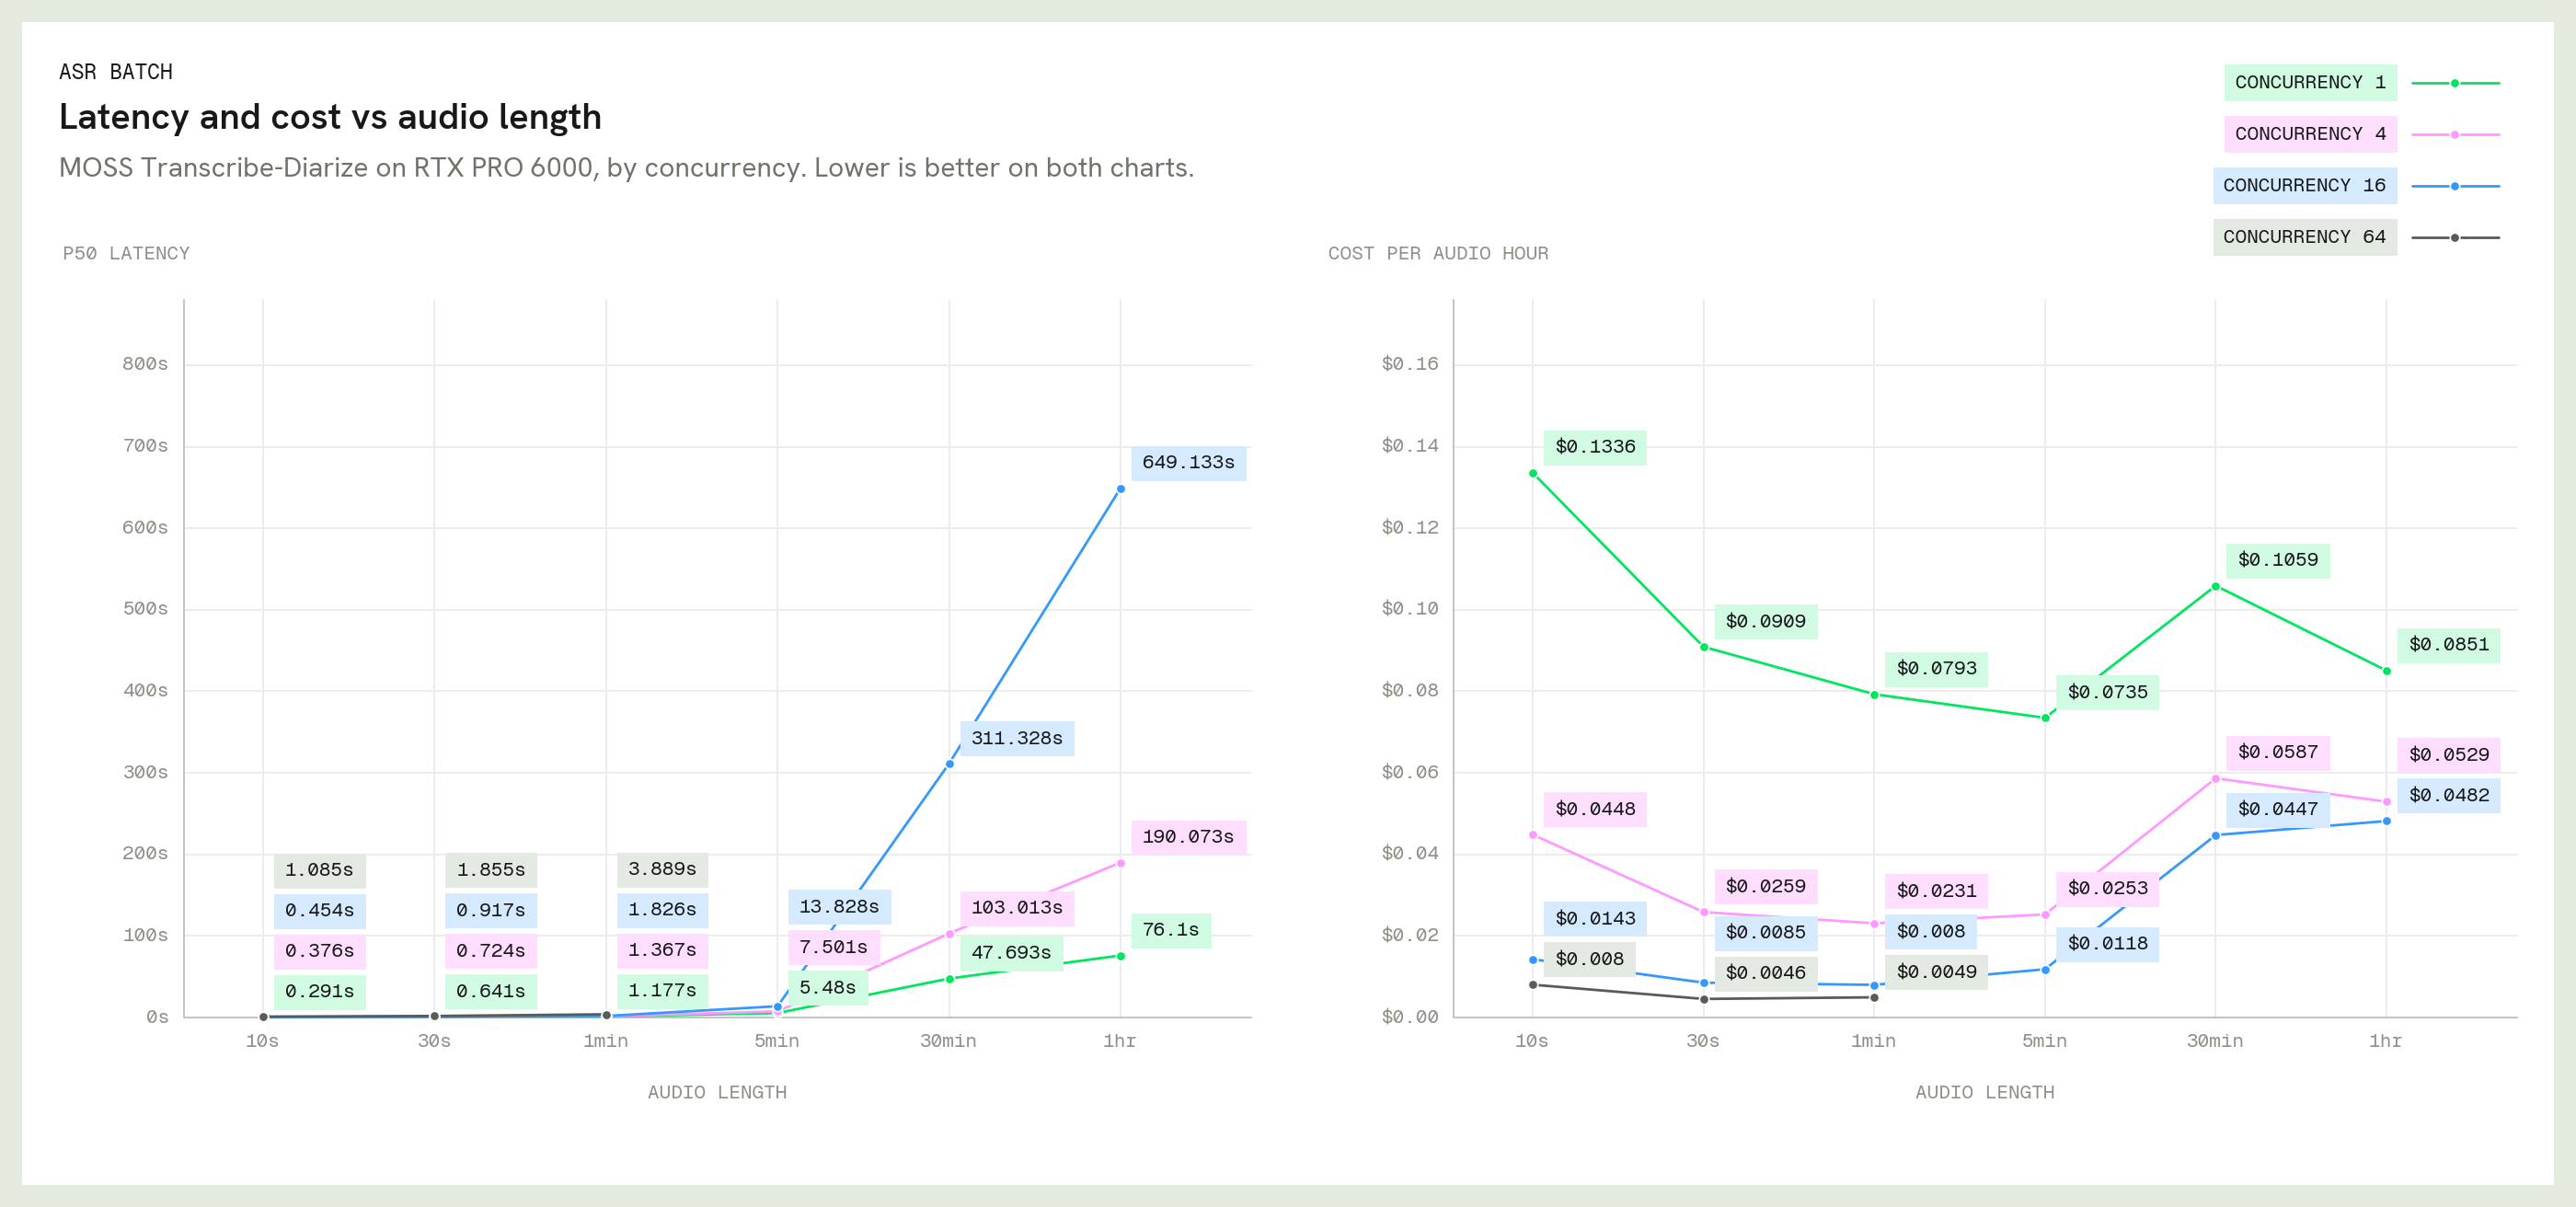 ASR BATCH
Latency and cost vs audio length
MOSS Transcribe-Diarize on RTX PRO 6000, by concurrency. Lower is better on both charts.
CONCURRENCY 1
CONCURRENCY 4
CONCURRENCY 16
CONCURRENCY 64
P50 LATENCY
800s
700s
600s
500s
400s
300s
200s
100s
0s
1.085s
0.454s
0.376s
0.291s
1.855s
0.917s
0.724s
0.641s
3.889s
1.826s
1.367s
1.177s
13.828s
7.501s
5.48s
311.328s
103.013s
47.693s
649.133s
190.073s
76.1s
10s
30s
1min
5min
30min
1hr
AUDIO LENGTH
COST PER AUDIO HOUR
$0.16
$0.14
$0.12
$0.10
$0.08
$0.06
$0.04
$0.02
$0.00
$0.1336
$0.0448
$0.0143
$0.008
$0.0909
$0.0259
$0.0085
$0.0046
$0.0793
$0.0231
$0.008
$0.0049
$0.0735
$0.0253
$0.0118
$0.1059
$0.0587
$0.0447
$0.0851
$0.0529
$0.0482
10s
30s
1min
5min
30min
1hr
AUDIO LENGTH